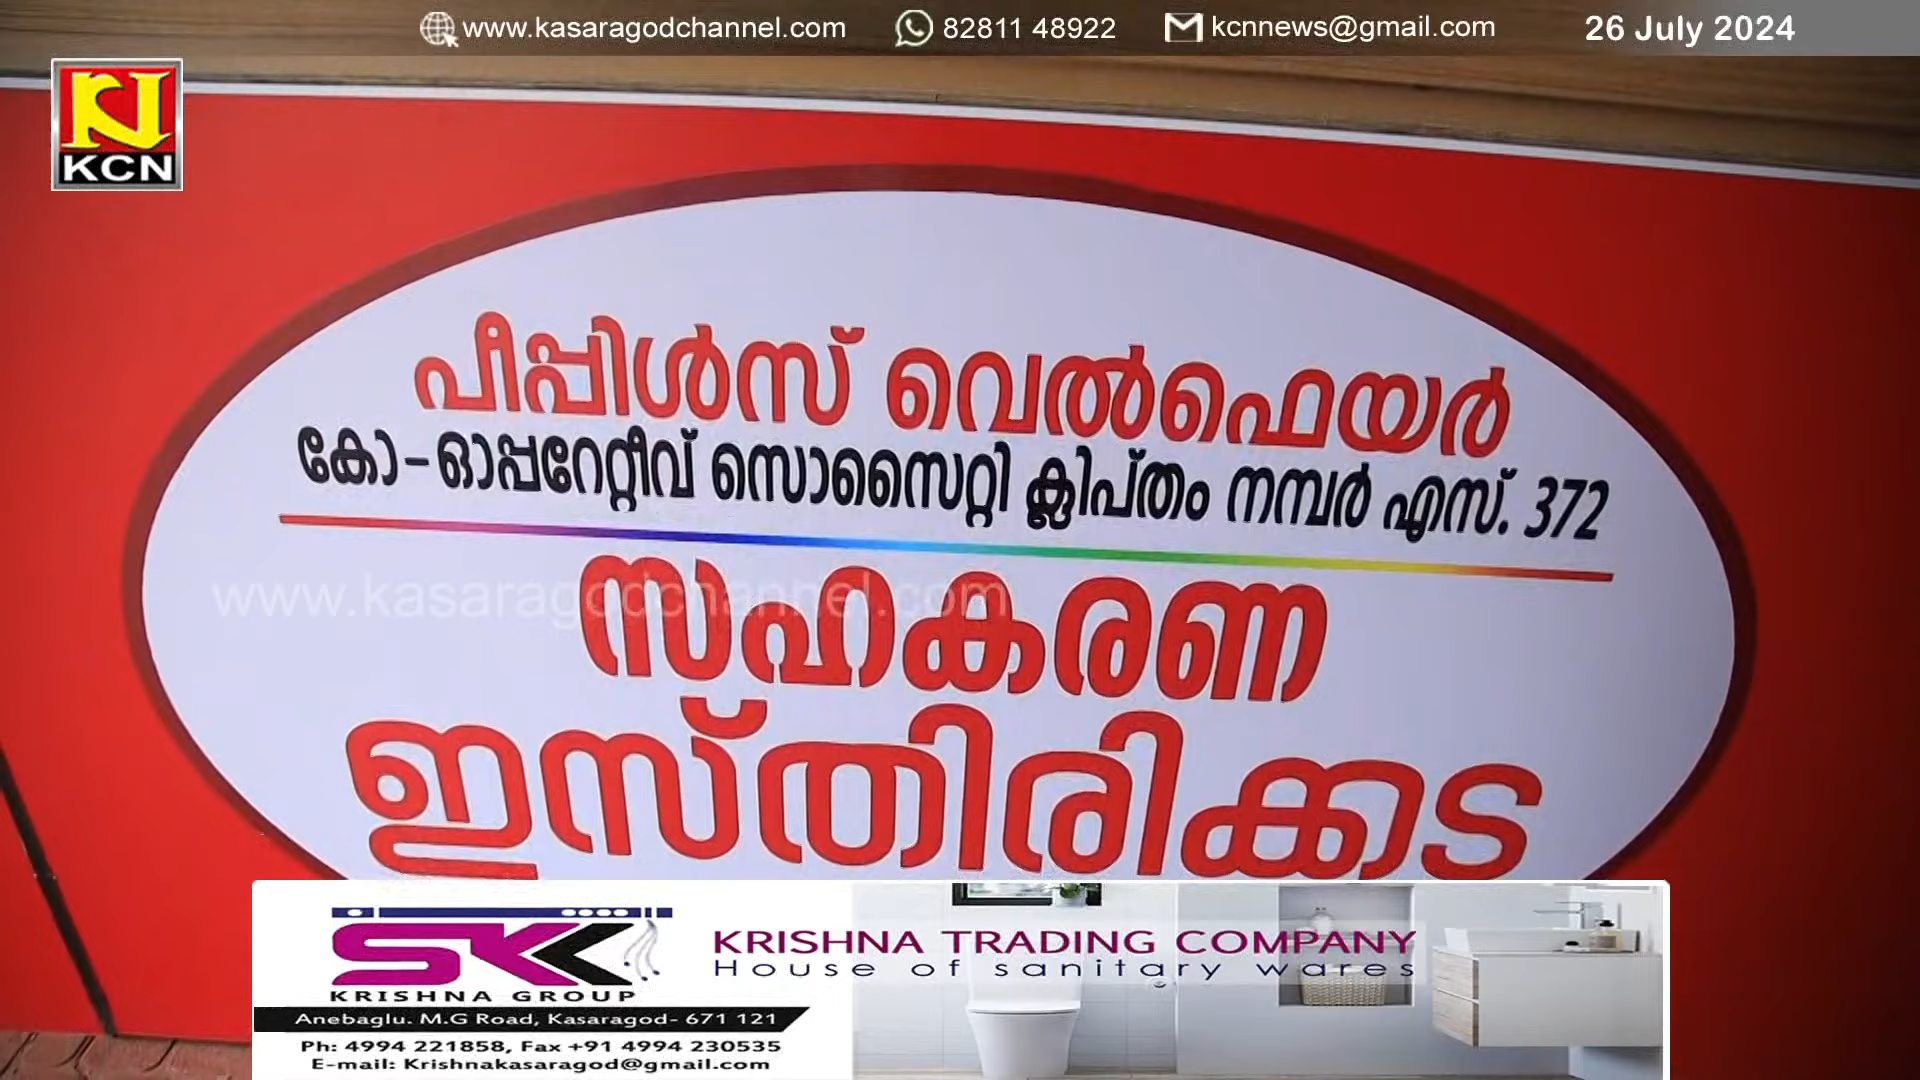 www.kasaragodchannel.com 82811 48922 kcnnews@gmail.com 26 July 2024
KCN
പീപ്പിൾസ് വെൽഫെയർ
കോ-ഓപ്പറേറ്റീവ് സൊസൈറ്റി ക്ലിപ്തം നമ്പർ എസ്. 372
www.kasaragodchannel.com
സഹകരണ
ഇസ്തിരിക്കട
SKK
KRISHNA GROUP
KRISHNA TRADING COMPANY
House of sanitary wares
Anebaglu. M.G Road, Kasaragod- 671 121
Ph: 4994 221858, Fax +91 4994 230535
E-mail: Krishnakasaragod@gmail.com